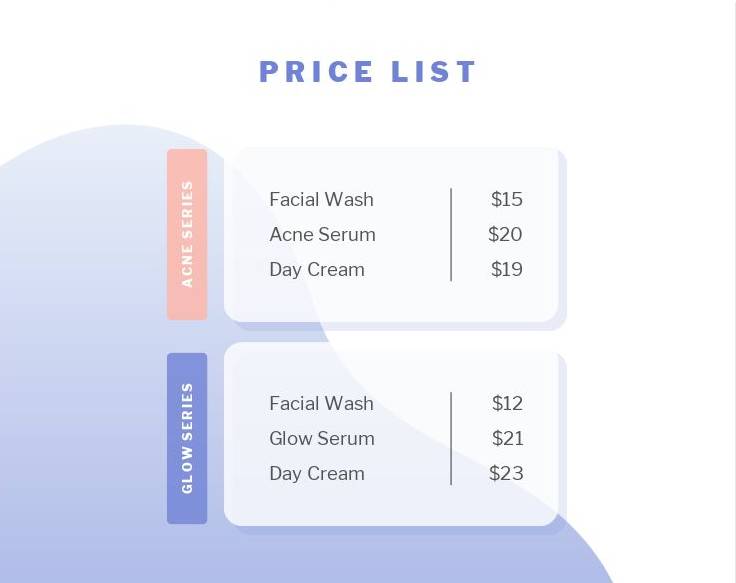 PRICE LIST
ACNE SERIES
Facial Wash $15
Acne Serum $20
Day Cream $19
GLOW SERIES
Facial Wash $12
Glow Serum $21
Day Cream $23